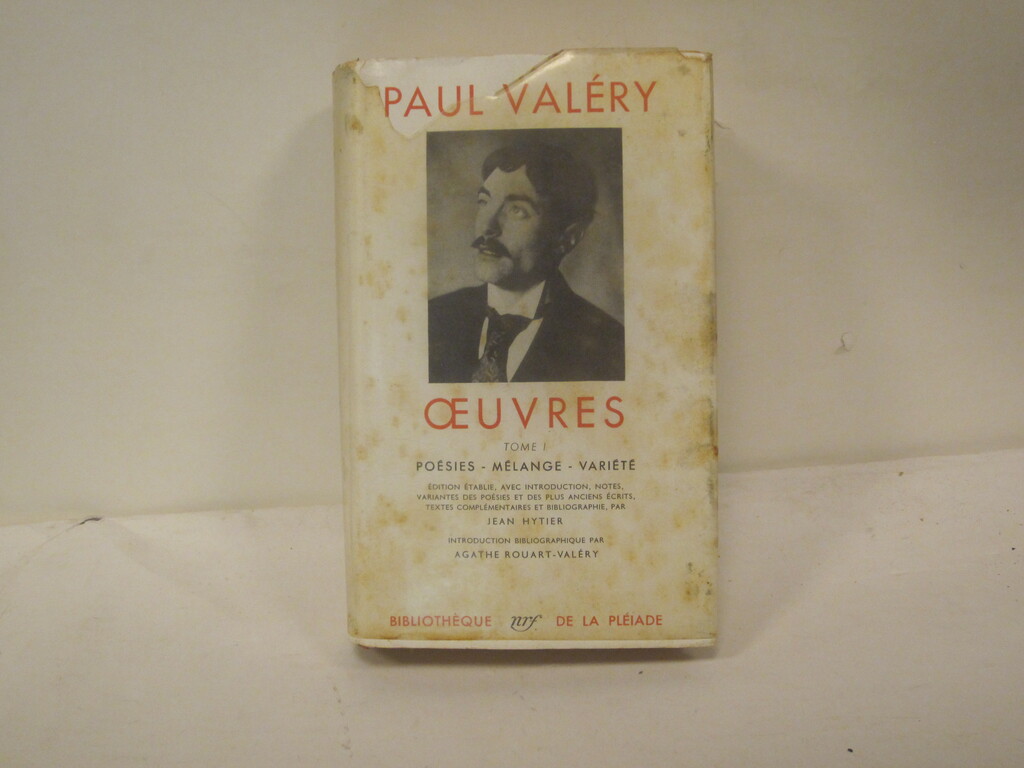 PAUL VALÉRY
ŒUVRES
TOME I
POÉSIES - MÉLANGE - VARIÉTÉ
ÉDITION ÉTABLIE, AVEC INTRODUCTION, NOTES,
VARIANTES DES POÉSIES ET DES PLUS ANCIENS ÉCRITS,
TEXTES COMPLÉMENTAIRES ET BIBLIOGRAPHIE, PAR
JEAN HYTIER
INTRODUCTION BIBLIOGRAPHIQUE PAR
AGATHE ROUART-VALÉRY
BIBLIOTHÈQUE nrf DE LA PLÉIADE